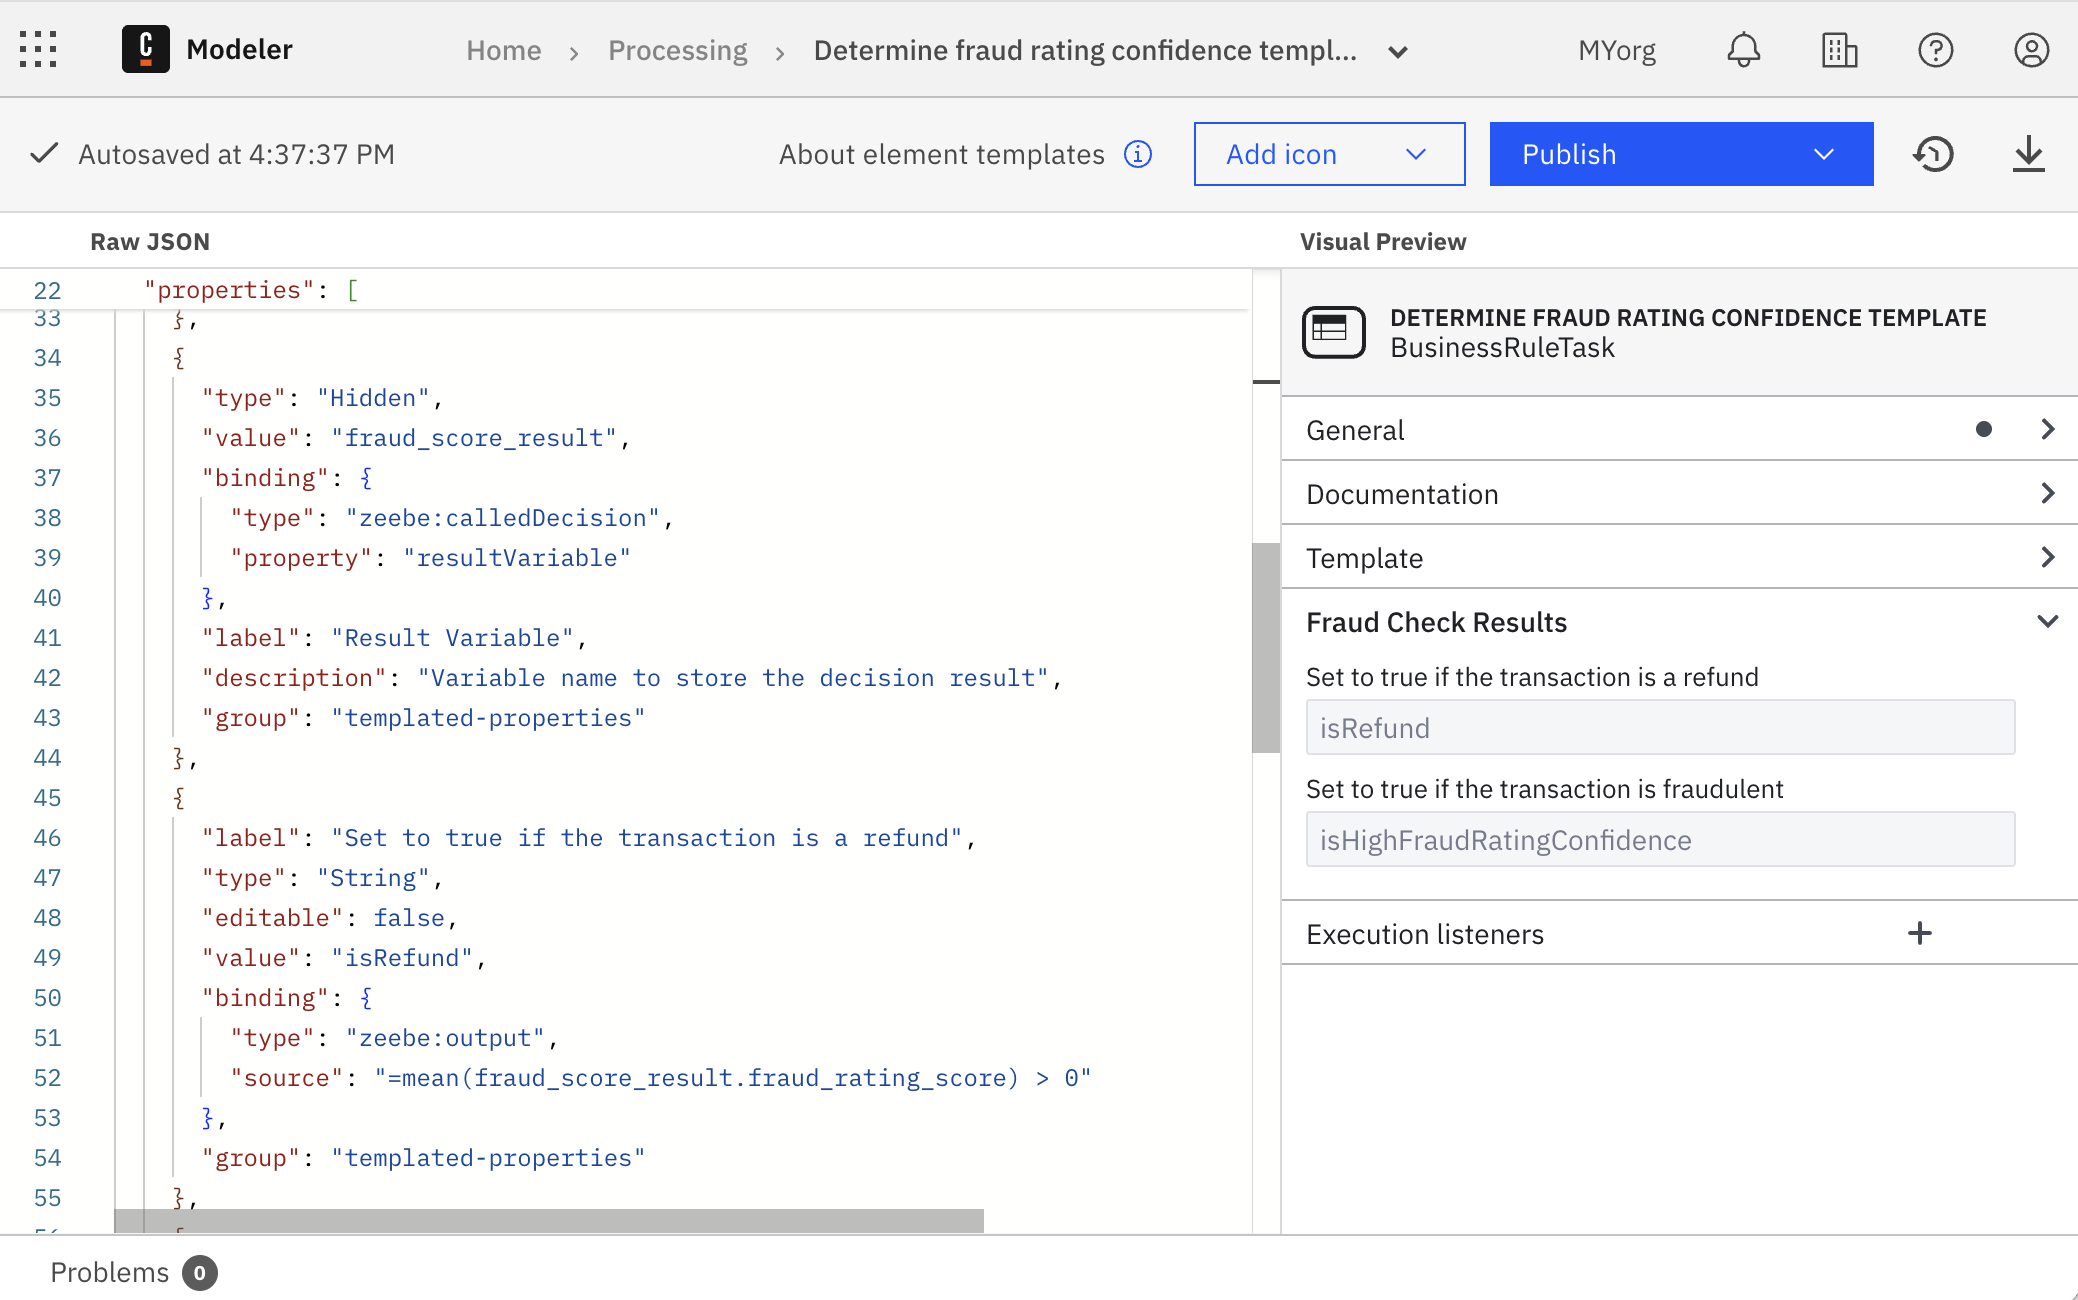 Modeler
Home
Processing
Determine fraud rating confidence templ...
MYorg
Autosaved at 4:37:37 PM
About element templates
Add icon
Publish
Raw JSON
22 "properties": [
33 },
34 {
35 "type": "Hidden",
36 "value": "fraud_score_result",
37 "binding": {
38 "type": "zeebe:calledDecision",
39 "property": "resultVariable"
40 },
41 "label": "Result Variable",
42 "description": "Variable name to store the decision result",
43 "group": "templated-properties"
44 },
45 {
46 "label": "Set to true if the transaction is a refund",
47 "type": "String",
48 "editable": false,
49 "value": "isRefund",
50 "binding": {
51 "type": "zeebe:output",
52 "source": "=mean(fraud_score_result.fraud_rating_score) > 0"
53 },
54 "group": "templated-properties"
55 },
Visual Preview
DETERMINE FRAUD RATING CONFIDENCE TEMPLATE
BusinessRuleTask
General
Documentation
Template
Fraud Check Results
Set to true if the transaction is a refund
isRefund
Set to true if the transaction is fraudulent
isHighFraudRatingConfidence
Execution listeners
Problems 0